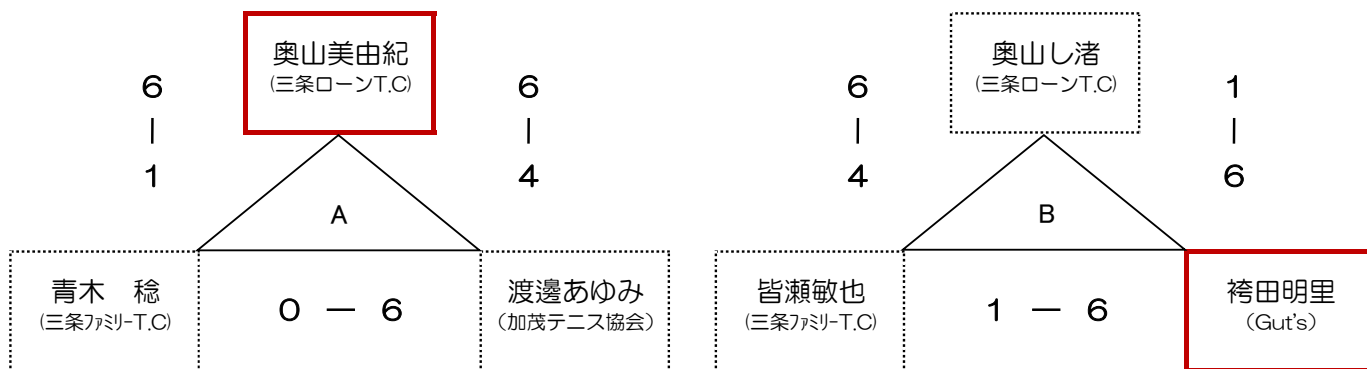 奥山美由紀
(三条ローンT.C)
6
|
1
6
|
4
A
青木　稔
(三条ﾌｧﾐﾘｰT.C)
0 ― 6
渡邊あゆみ
(加茂テニス協会)
奥山し渚
(三条ローンT.C)
6
|
4
1
|
6
B
皆瀬敏也
(三条ﾌｧﾐﾘｰT.C)
1 ― 6
袴田明里
(Gut's)